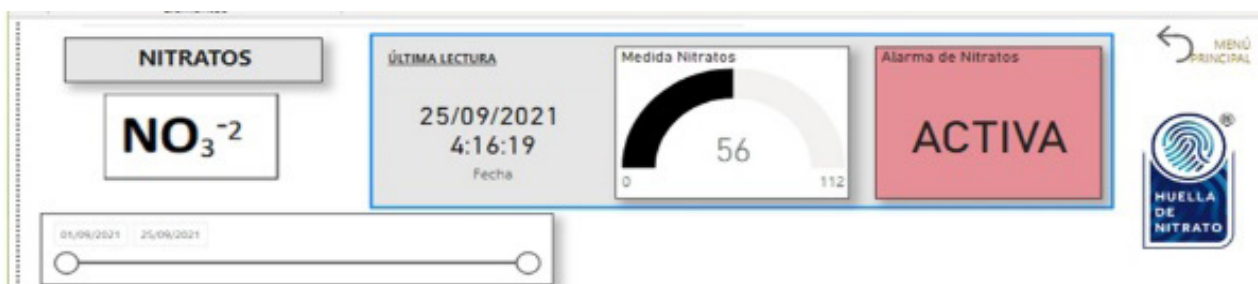 NITRATOS
NO₃⁻²
ÚLTIMA LECTURA
25/09/2021
4:16:19
Fecha
Medida Nitratos
56
0
112
Alarma de Nitratos
ACTIVA
MENÚ
PRINCIPAL
®
HUELLA
DE
NITRATO
01/09/2021
25/09/2021